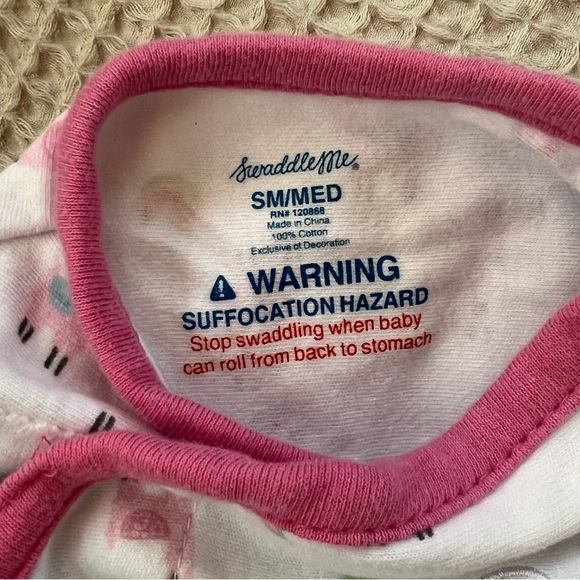 SwaddleMe®
SM/MED
RN# 120868
Made in China
100% Cotton
Exclusive of Decoration
WARNING
SUFFOCATION HAZARD
Stop swaddling when baby
can roll from back to stomach